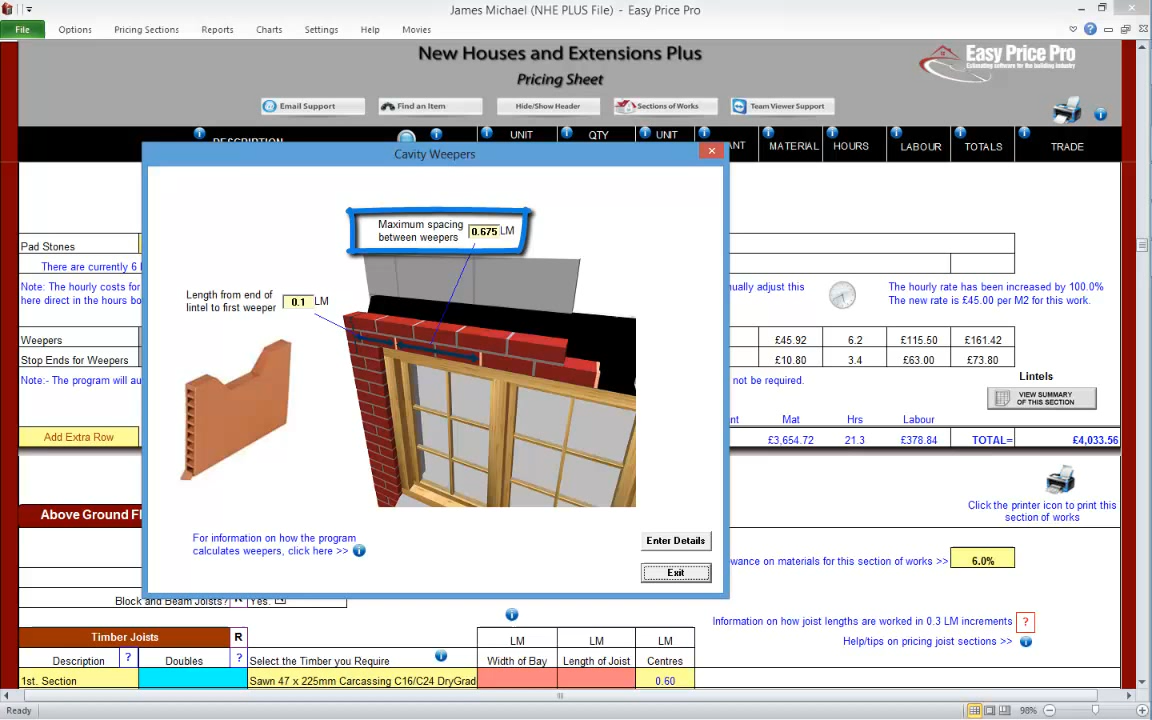 James Michael (NHE PLUS File) - Easy Price Pro
File Options Pricing Sections Reports Charts Settings Help Movies
New Houses and Extensions Plus
Easy Price Pro
Estimating software for the building industry
Pricing Sheet
Email Support Find an Item Hide/Show Header Sections of Works Team Viewer Support
DESCRIPTION UNIT QTY UNIT MATERIAL HOURS LABOUR TOTALS TRADE
Cavity Weepers
Maximum spacing
between weepers 0.675 LM
Length from end of
lintel to first weeper 0.1 LM
For information on how the program
calculates weepers, click here >>
Enter Details
Exit
Pad Stones
There are currently 6
Note: The hourly costs for
here direct in the hours
adjust this
The hourly rate has been increased by 100.0%
The new rate is £45.00 per M2 for this work.
Weepers £45.92 6.2 £115.50 £161.42
Stop Ends for Weepers £10.80 3.4 £63.00 £73.80
Note:- The program will not be required.
Lintels
VIEW SUMMARY
OF THIS SECTION
Mat Hrs Labour
Add Extra Row £3,654.72 21.3 £378.84 TOTAL= £4,033.56
Click the printer icon to print this
section of works
Above Ground
on materials for this section of works >> 6.0%
Block and Beam Joists? Yes.
Information on how joist lengths are worked in 0.3 LM increments ?
Help/tips on pricing joist sections >>
Timber Joists R LM LM LM
Description ? Doubles ? Select the Timber you Require Width of Bay Length of Joist Centres
1st. Section Sawn 47 x 225mm Carcassing C16/C24 DryGrad 0.60
Ready 98%